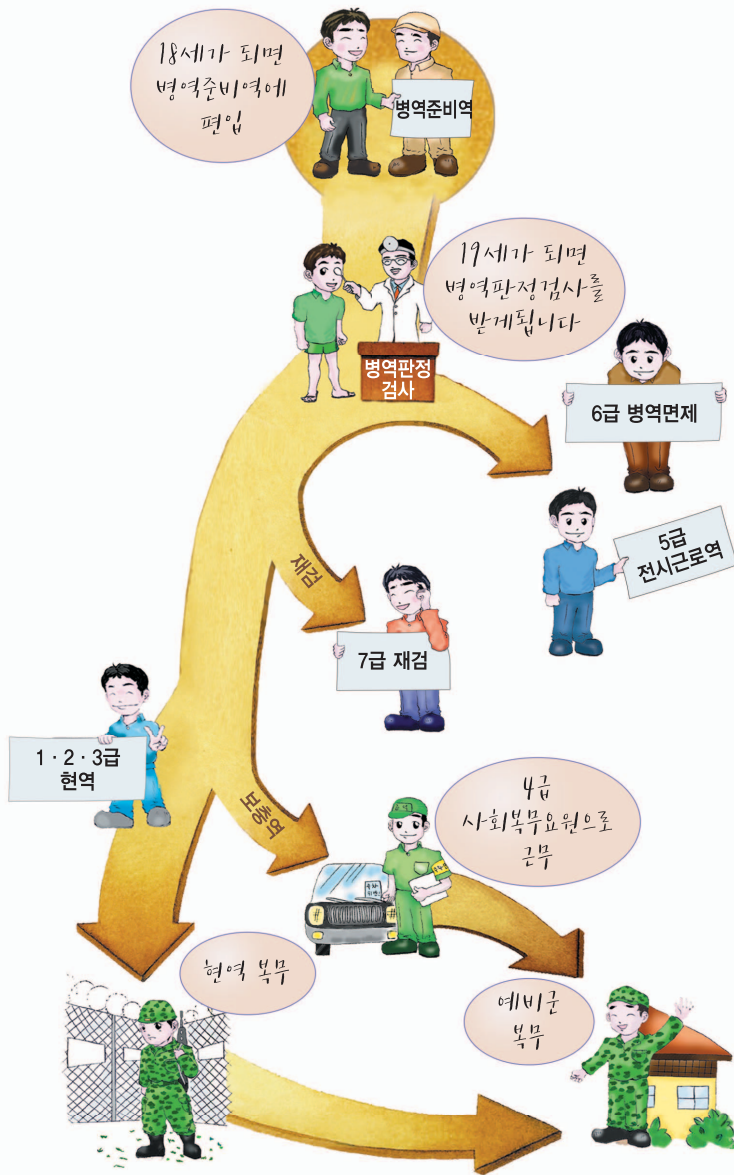 18세가 되면
병역준비역에
편입
병역준비역
19세가 되면
병역판정검사를
받게됩니다
병역판정
검사
6급 병역면제
5급
전시근로역
재검
7급 재검
1·2·3급
현역
보충역
4급
사회복무요원으로
근무
현역 복무
예비군
복무